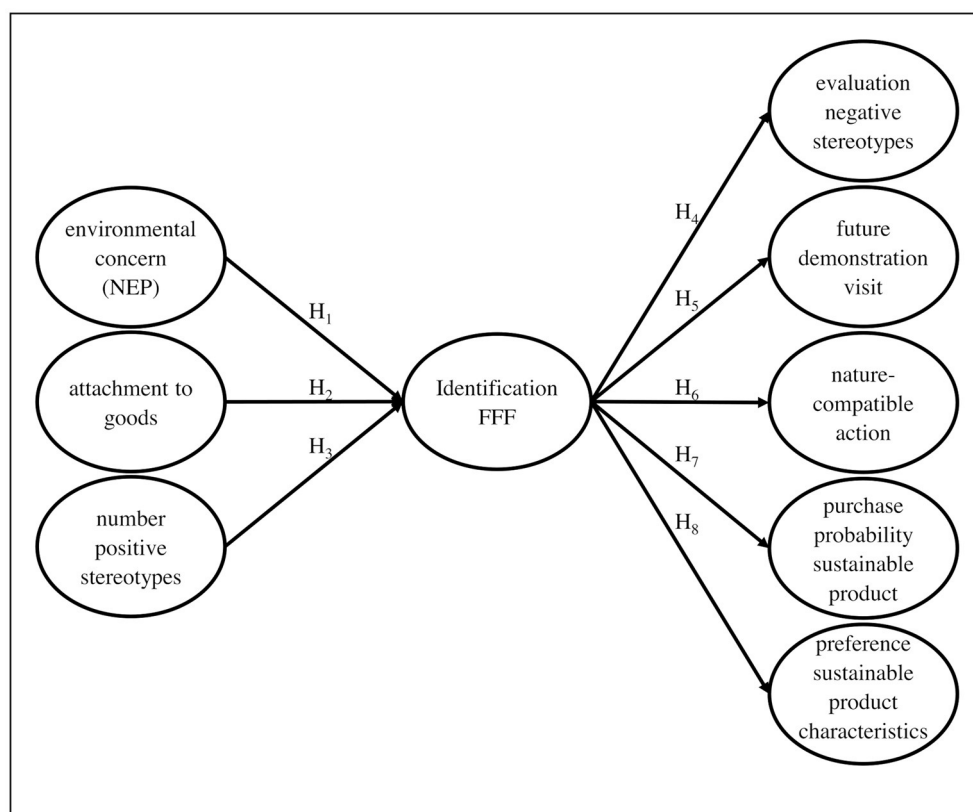 environmental
concern
(NEP)
attachment to
goods
number
positive
stereotypes
H1
H2
H3
Identification
FFF
H4
H5
H6
H7
H8
evaluation
negative
stereotypes
future
demonstration
visit
nature-
compatible
action
purchase
probability
sustainable
product
preference
sustainable
product
characteristics